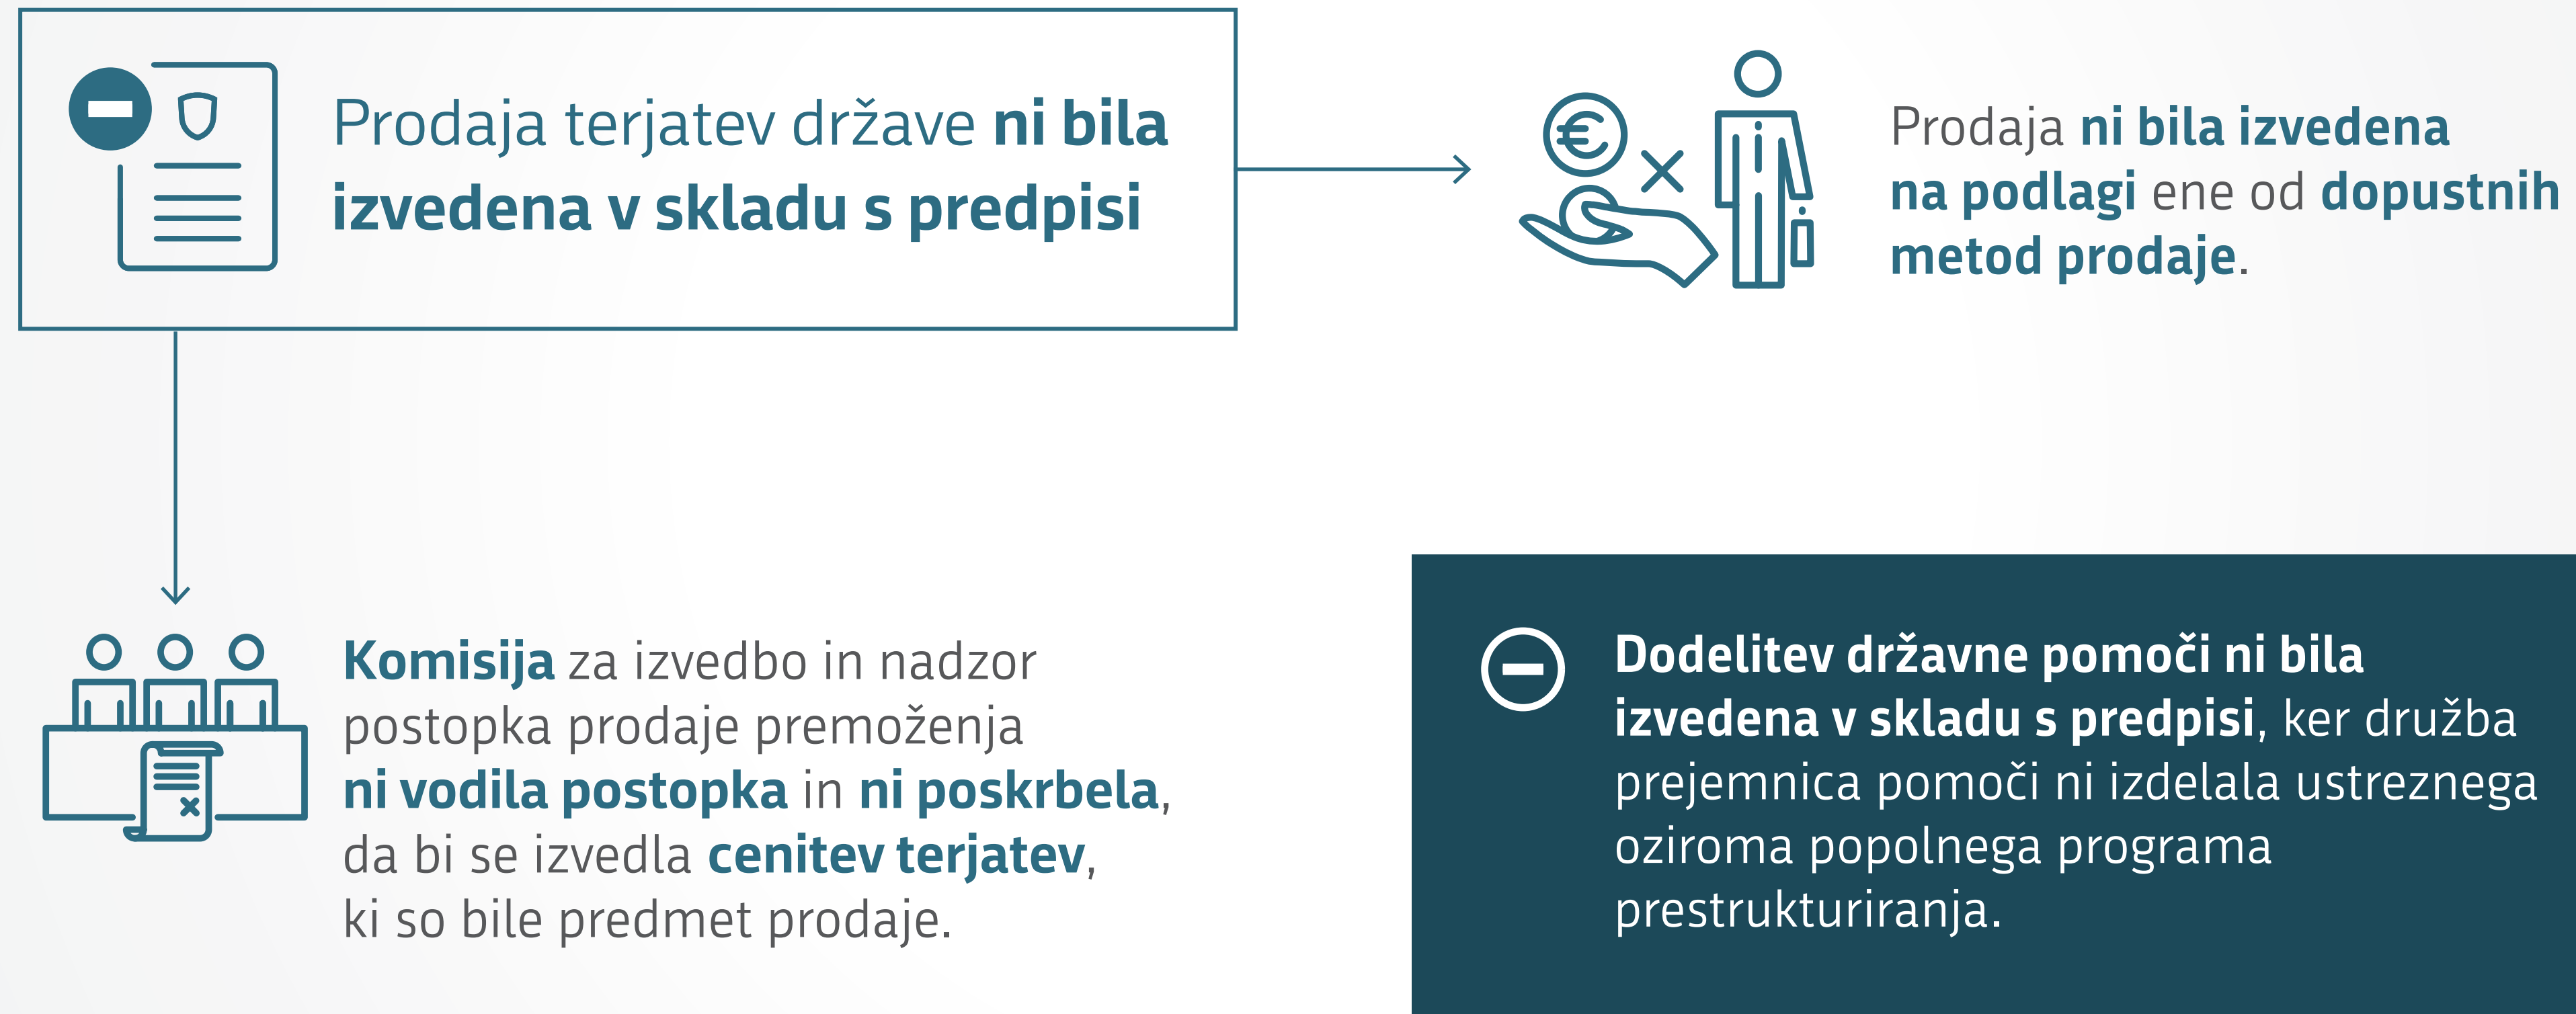 Prodaja terjatev države ni bila
izvedena v skladu s predpisi
Prodaja ni bila izvedena
na podlagi ene od dopustnih
metod prodaje.
Komisija za izvedbo in nadzor
postopka prodaje premoženja
ni vodila postopka in ni poskrbela,
da bi se izvedla cenitev terjatev,
ki so bile predmet prodaje.
Dodelitev državne pomoči ni bila
izvedena v skladu s predpisi, ker družba
prejemnica pomoči ni izdelala ustreznega
oziroma popolnega programa
prestrukturiranja.